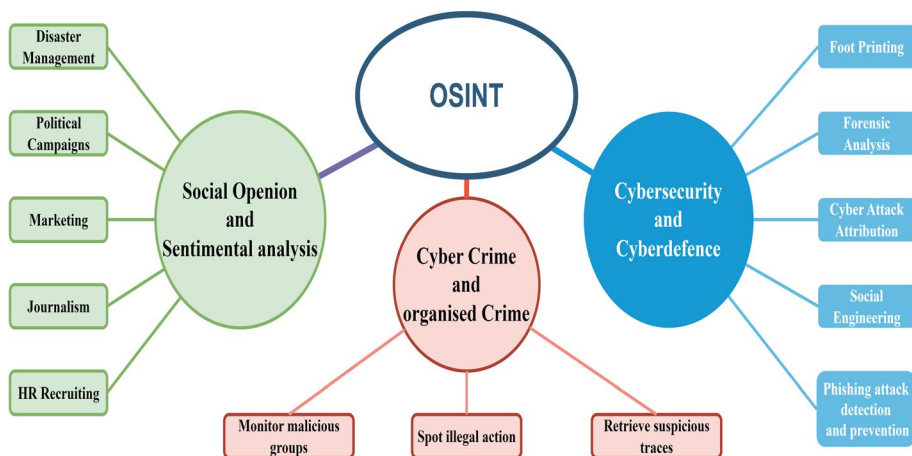 OSINT
Social Openion
and
Sentimental analysis
Disaster
Management
Political
Campaigns
Marketing
Journalism
HR Recruiting
Cyber Crime
and
organised Crime
Monitor malicious
groups
Spot illegal action
Retrieve suspicious
traces
Cybersecurity
and
Cyberdefence
Foot Printing
Forensic
Analysis
Cyber Attack
Attribution
Social
Engineering
Phishing attack
detection
and prevention